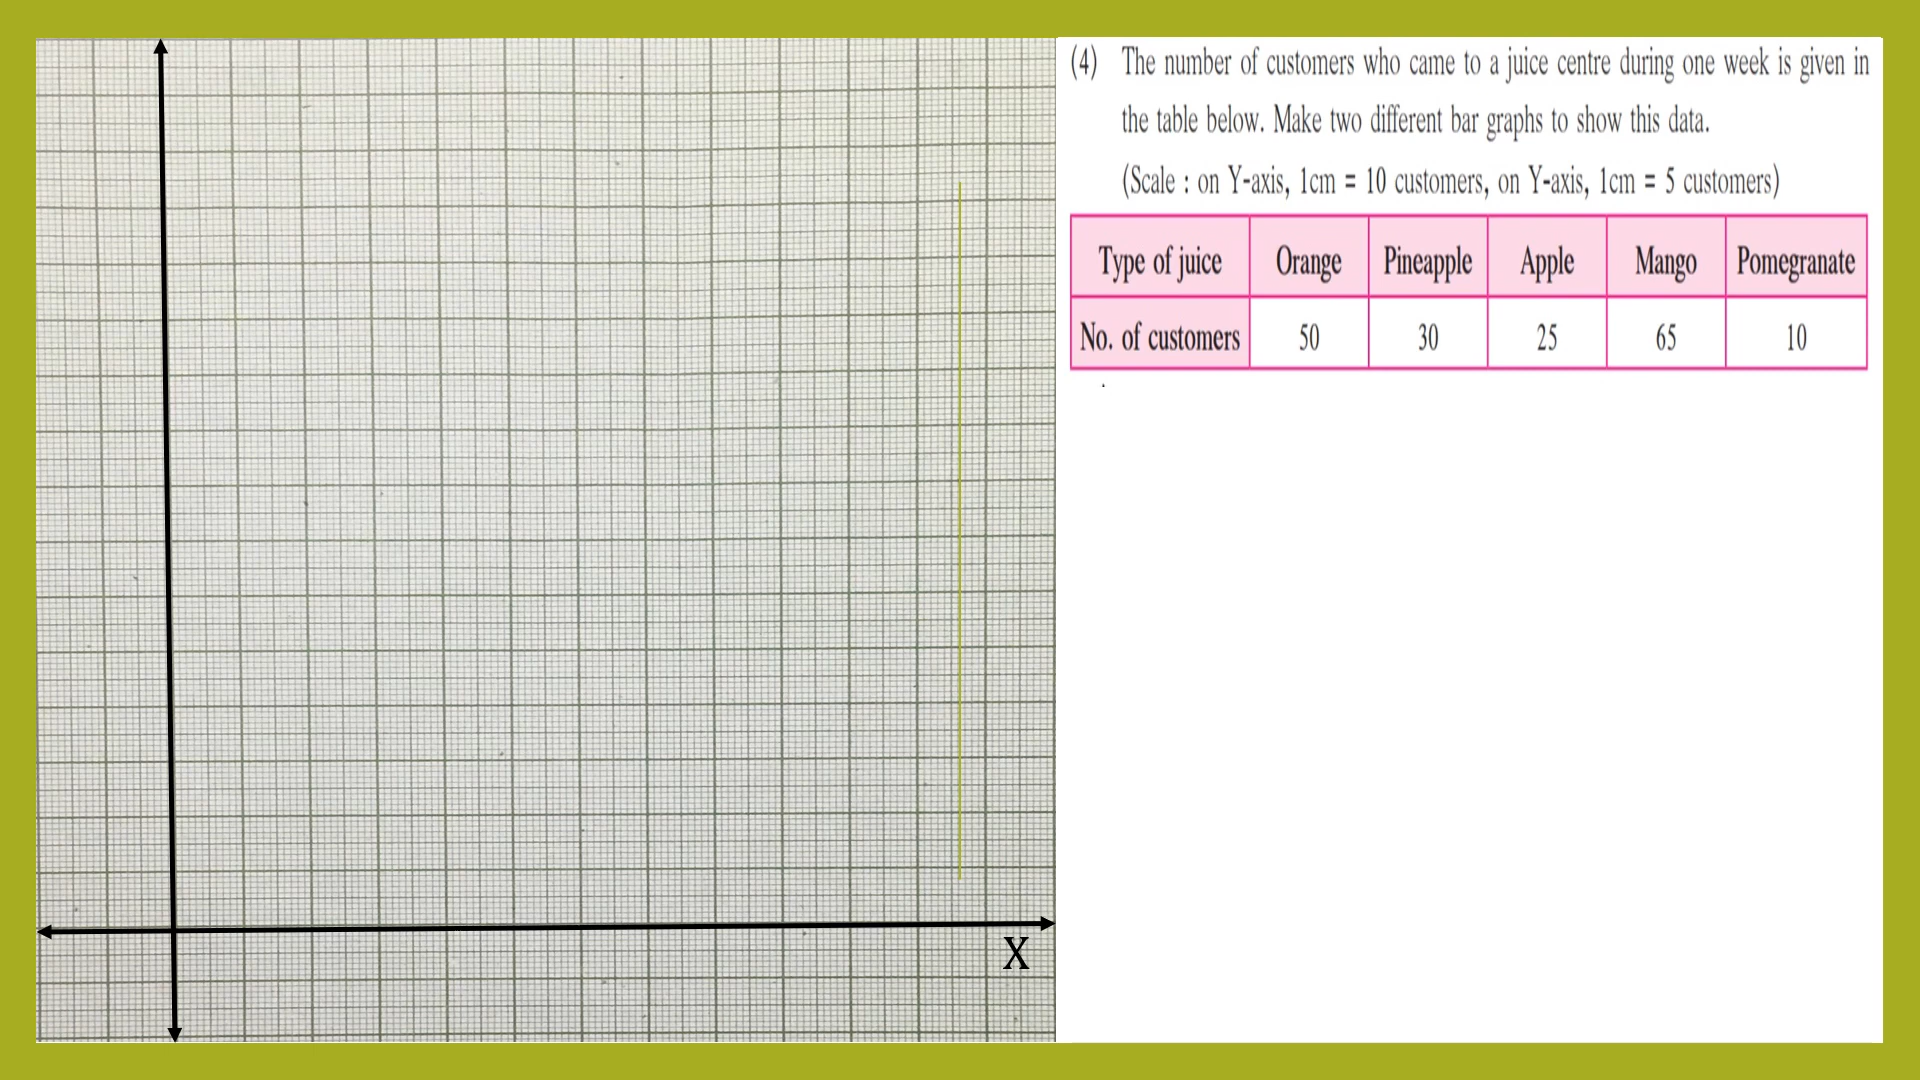 (4) The number of customers who came to a juice centre during one week is given in
the table below. Make two different bar graphs to show this data.
(Scale : on Y-axis, 1cm = 10 customers, on Y-axis, 1cm = 5 customers)
Type of juice Orange Pineapple Apple Mango Pomegranate
No. of customers 50 30 25 65 10
X